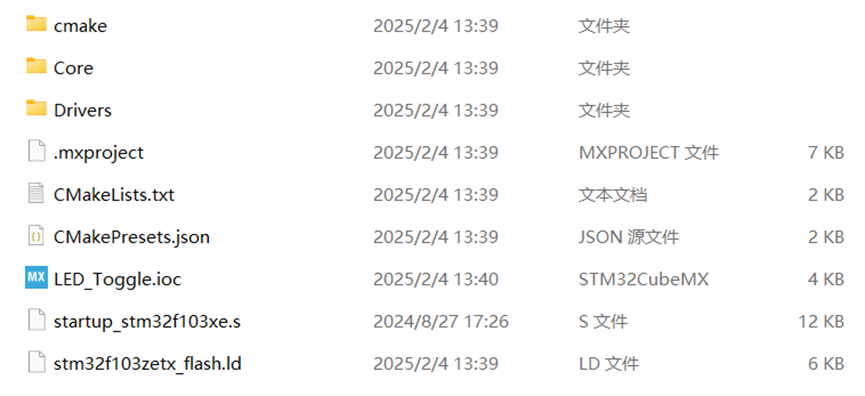 cmake 2025/2/4 13:39 文件夹
Core 2025/2/4 13:39 文件夹
Drivers 2025/2/4 13:39 文件夹
.mxproject 2025/2/4 13:39 MXPROJECT 文件 7 KB
CMakeLists.txt 2025/2/4 13:39 文本文档 2 KB
CMakePresets.json 2025/2/4 13:39 JSON 源文件 2 KB
MX LED_Toggle.ioc 2025/2/4 13:40 STM32CubeMX 4 KB
startup_stm32f103xe.s 2024/8/27 17:26 S 文件 12 KB
stm32f103zetx_flash.ld 2025/2/4 13:39 LD 文件 6 KB